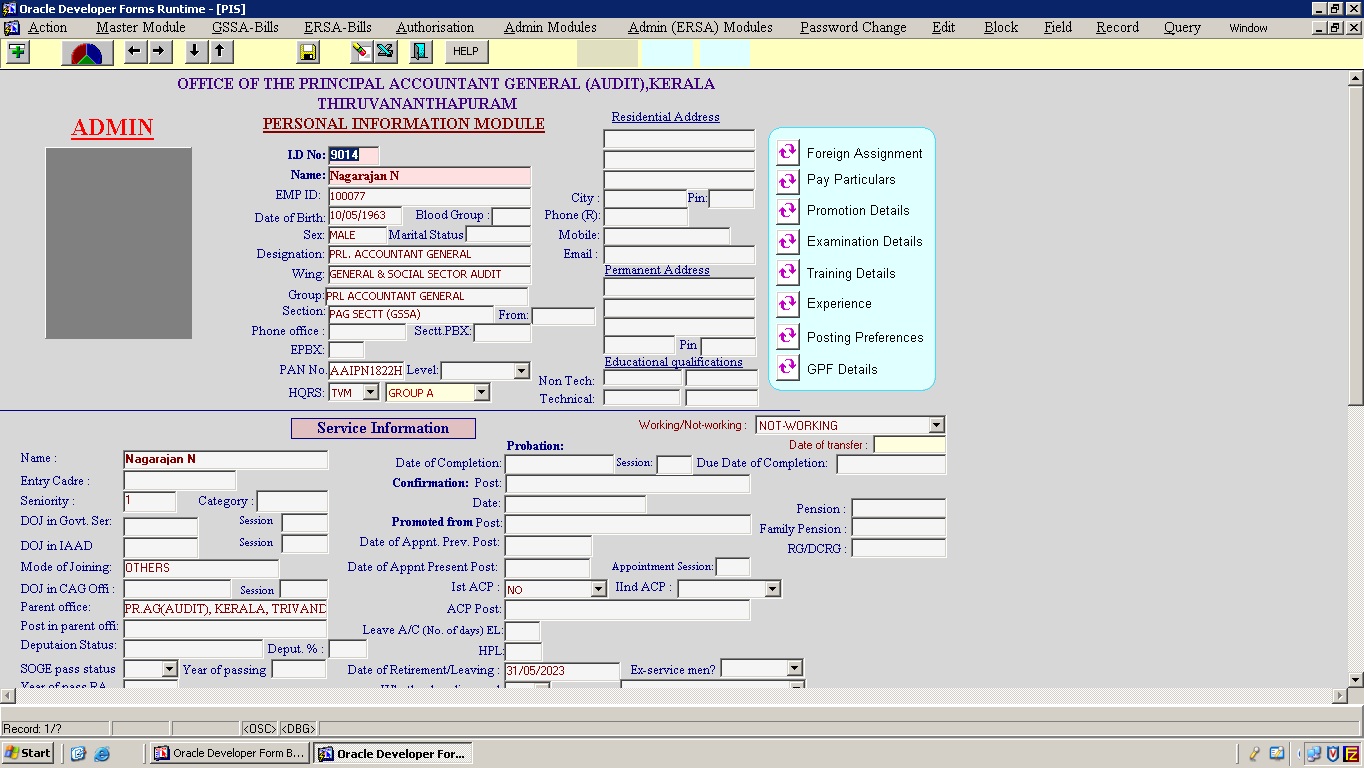 Oracle Developer Forms Runtime - [PIS]
Action Master Module GSSA-Bills ERSA-Bills Authorisation Admin Modules Admin (ERSA) Modules Password Change Edit Block Field Record Query Window
HELP
OFFICE OF THE PRINCIPAL ACCOUNTANT GENERAL (AUDIT),KERALA
THIRUVANANTHAPURAM
ADMIN
PERSONAL INFORMATION MODULE
I.D No: 9014
Name: Nagarajan N
EMP ID: 100077
Date of Birth: 10/05/1963 Blood Group :
Sex: MALE Marital Status
Designation: PRL. ACCOUNTANT GENERAL
Wing: GENERAL & SOCIAL SECTOR AUDIT
Group: PRL ACCOUNTANT GENERAL
Section: PAG SECTT (GSSA) From:
Phone office : Sectt.PBX:
EPBX:
PAN No. AAIPN1822H Level:
HQRS: TVM GROUP A
Residential Address
City : Pin:
Phone (R):
Mobile:
Email :
Permanent Address
Pin
Educational qualifications
Non Tech:
Technical:
Foreign Assignment
Pay Particulars
Promotion Details
Examination Details
Training Details
Experience
Posting Preferences
GPF Details
Service Information
Working/Not-working : NOT-WORKING
Date of transfer :
Name : Nagarajan N
Entry Cadre :
Seniority : 1 Category :
DOJ in Govt. Ser: Session
DOJ in IAAD Session
Mode of Joining: OTHERS
DOJ in CAG Offi : Session
Parent office: PR.AG(AUDIT), KERALA, TRIVAND
Post in parent offi:
Deputaion Status: Deput. % :
SOGE pass status Year of passing
Year of pass RA
Probation:
Date of Completion: Session: Due Date of Completion:
Confirmation: Post:
Date:
Promoted from Post:
Date of Appnt. Prev. Post:
Date of Appnt Present Post: Appointment Session:
Ist ACP : NO IInd ACP :
ACP Post:
Leave A/C (No. of days) EL:
HPL:
Date of Retirement/Leaving : 31/05/2023 Ex-service men?
Pension :
Family Pension :
RG/DCRG :
Record: 1/? <OSC> <DBG>
Start Oracle Developer Form B... Oracle Developer For...